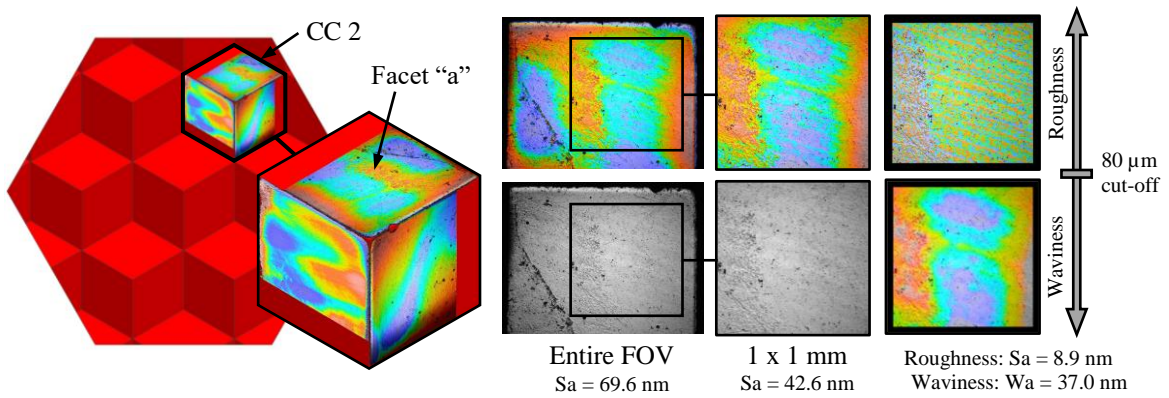 CC 2
Facet “a”
Roughness
80 µm
cut-off
Waviness
Entire FOV
Sa = 69.6 nm
1 x 1 mm
Sa = 42.6 nm
Roughness: Sa = 8.9 nm
Waviness: Wa = 37.0 nm